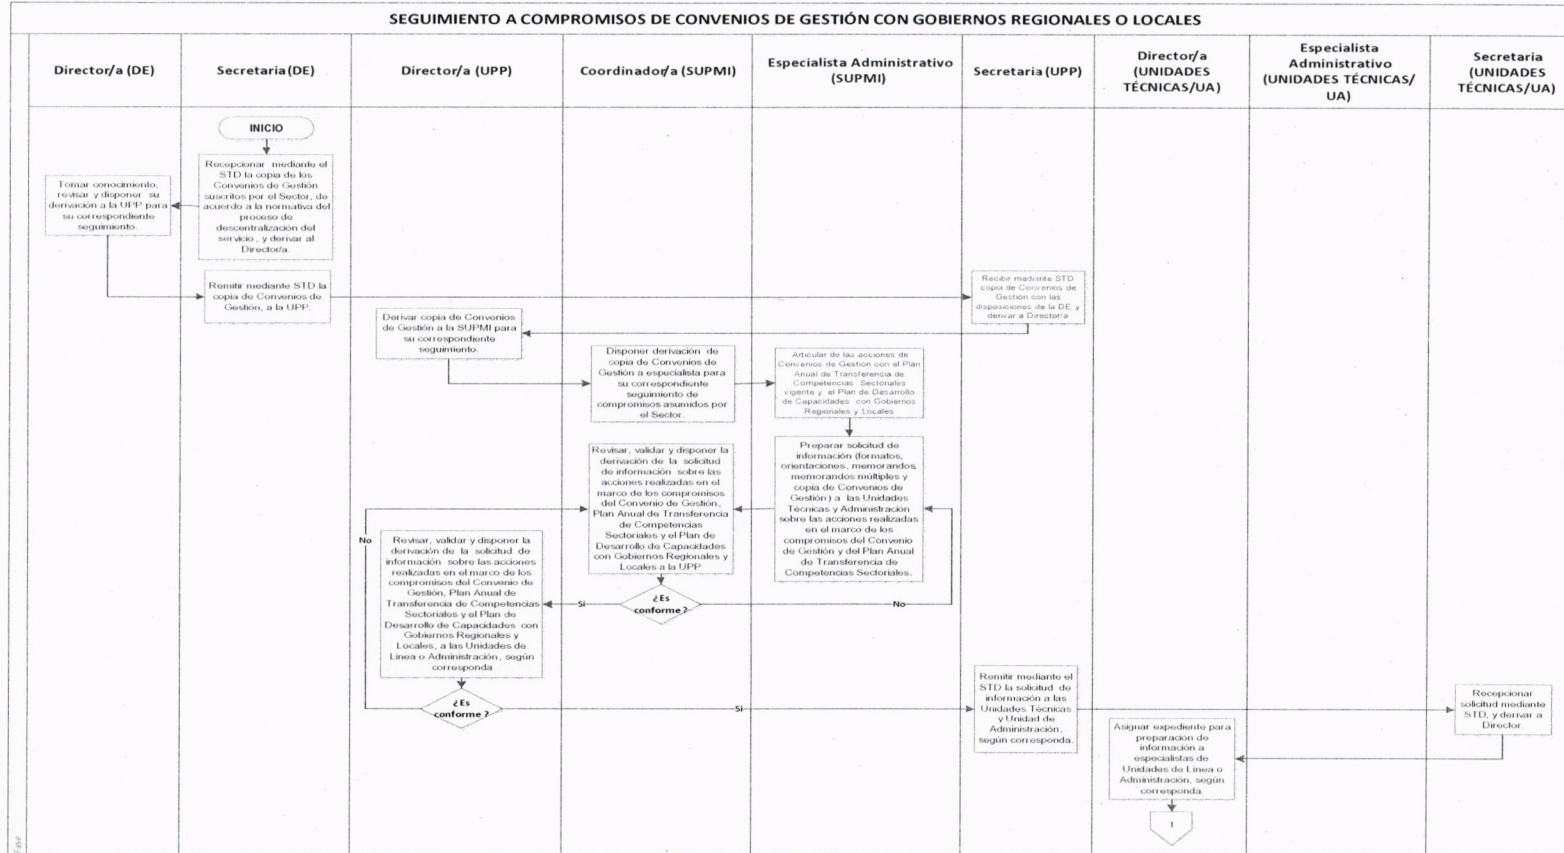 SEGUIMIENTO A COMPROMISOS DE CONVENIOS DE GESTIÓN CON GOBIERNOS REGIONALES O LOCALES
Director/a (DE)
Secretaria (DE)
Director/a (UPP)
Coordinador/a (SUPMI)
Especialista Administrativo
(SUPMI)
Secretaria (UPP)
Director/a
(UNIDADES
TÉCNICAS/UA)
Especialista
Administrativo
(UNIDADES TÉCNICAS/
UA)
Secretaria
(UNIDADES
TÉCNICAS/UA)
INICIO
Recepcionar mediante el
STD la copia de los
Convenios de Gestión
suscritos por el Sector, de
acuerdo a la normativa del
proceso de
descentralización del
servicio , y derivar al
Director/a.
Tomar conocimiento,
revisar y disponer su
derivación a la UPP para
su correspondiente
seguimiento.
Remitir mediante STD la
copia de Convenios de
Gestión, a la UPP.
Recibir mediante STD
copia de Convenios de
Gestión con las
disposiciones de la DE, y
derivar a Director/a
Derivar copia de Convenios
de Gestión a la SUPMI para
su correspondiente
seguimiento.
Disponer derivación de
copia de Convenios de
Gestión a especialista para
su correspondiente
seguimiento de
compromisos asumidos por
el Sector.
Articular de las acciones de
Convenios de Gestión con el Plan
Anual de Transferencia de
Competencias Sectoriales
vigente y el Plan de Desarrollo
de Capacidades con Gobiernos
Regionales y Locales
Preparar solicitud de
información (formatos,
orientaciones, memorandos,
memorandos múltiples y
copia de Convenios de
Gestión) a las Unidades
Técnicas y Administración
sobre las acciones realizadas
en el marco de los
compromisos del Convenio
de Gestión y del Plan Anual
de Transferencia de
Competencias Sectoriales.
Revisar, validar y disponer la
derivación de la solicitud
de información sobre las
acciones realizadas en el
marco de los compromisos
del Convenio de Gestión,
Plan Anual de Transferencia
de Competencias
Sectoriales y el Plan de
Desarrollo de Capacidades
con Gobiernos Regionales y
Locales a la UPP
¿Es
conforme?
Si
No
Revisar, validar y disponer la
derivación de la solicitud de
información sobre las acciones
realizadas en el marco de los
compromisos del Convenio de
Gestión, Plan Anual de
Transferencia de Competencias
Sectoriales y el Plan de
Desarrollo de Capacidades con
Gobiernos Regionales y
Locales, a las Unidades de
Línea o Administración, según
corresponda
¿Es
conforme ?
No
Si
Remitir mediante el
STD la solicitud de
información a las
Unidades Técnicas
y Unidad de
Administración,
según corresponda.
Recepcionar
solicitud mediante
STD, y derivar a
Director.
Asignar expediente para
preparación de
información a
especialistas de
Unidades de Línea o
Administración, según
corresponda.
1
Fase